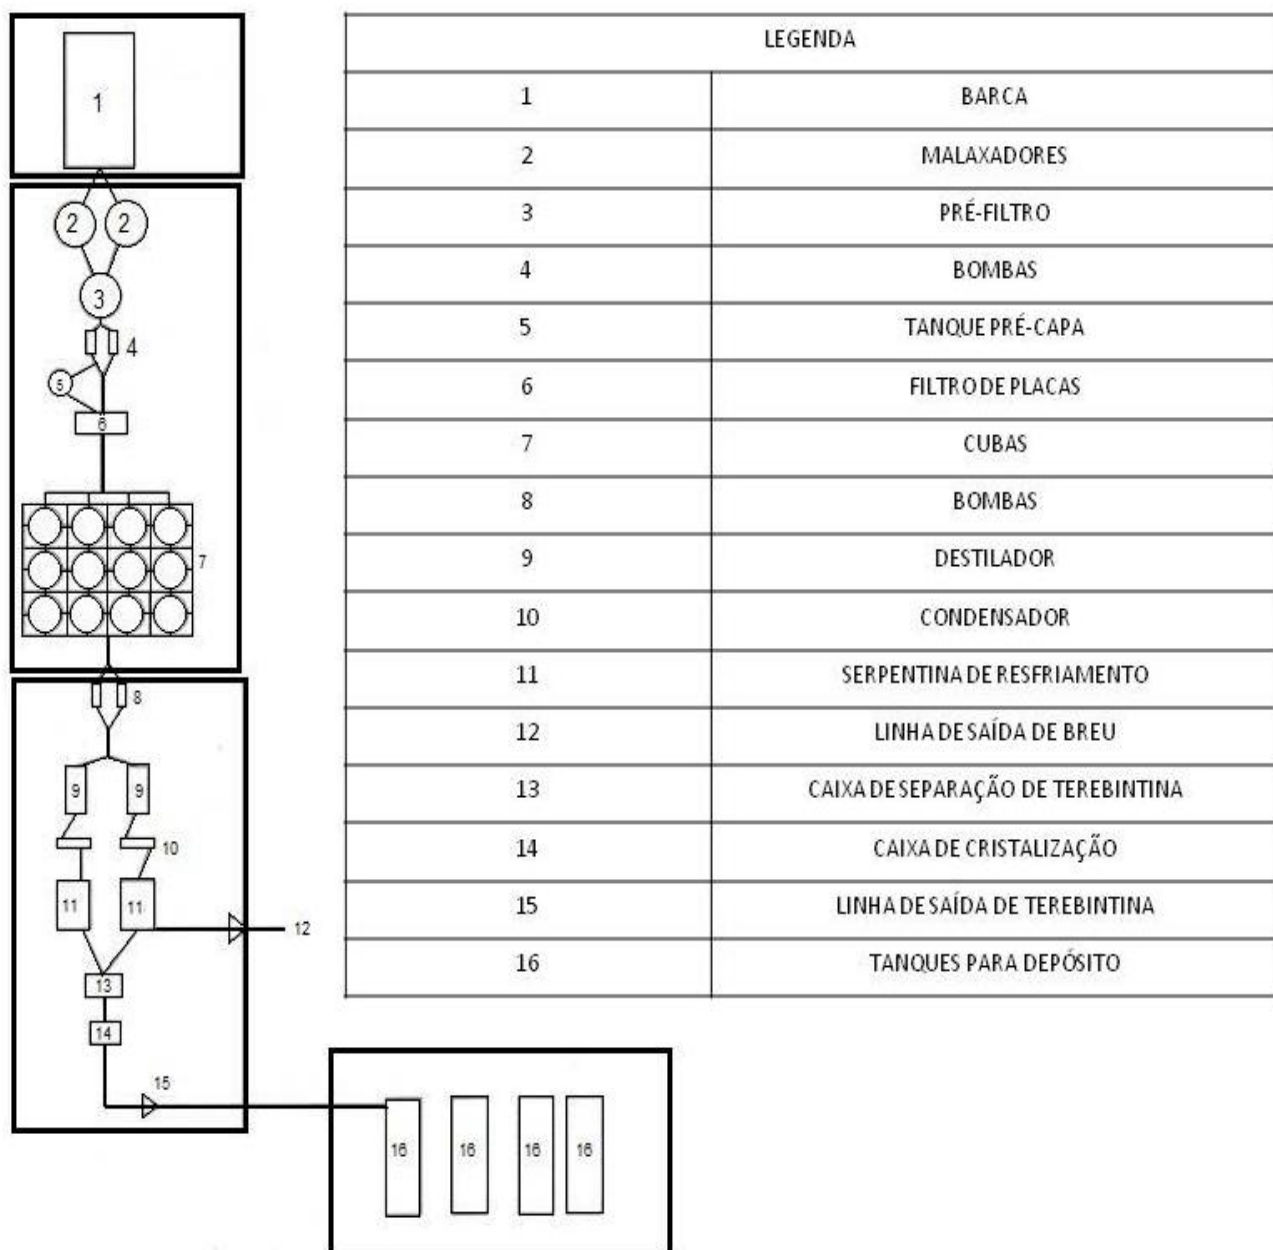 LEGENDA
1 BARCA
2 MALAXADORES
3 PRÉ-FILTRO
4 BOMBAS
5 TANQUE PRÉ-CAPA
6 FILTRO DE PLACAS
7 CUBAS
8 BOMBAS
9 DESTILADOR
10 CONDENSADOR
11 SERPENTINA DE RESFRIAMENTO
12 LINHA DE SAÍDA DE BREU
13 CAIXA DE SEPARAÇÃO DE TEREBINTINA
14 CAIXA DE CRISTALIZAÇÃO
15 LINHA DE SAÍDA DE TEREBINTINA
16 TANQUES PARA DEPÓSITO
1
2 2
3
4
5
6
7
8
9 9
10
11 11
12
13
14
15
16 16 16 16